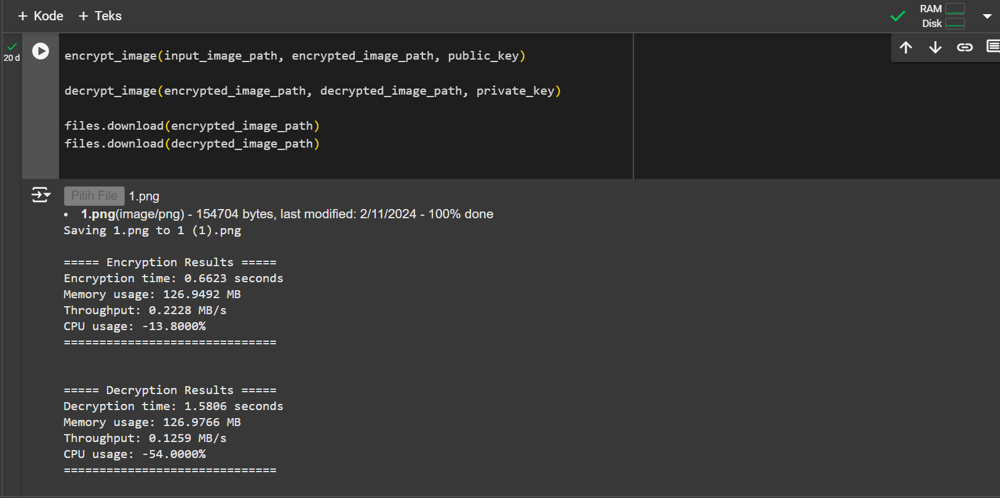 + Kode + Teks
RAM
Disk
20 d
encrypt_image(input_image_path, encrypted_image_path, public_key)
decrypt_image(encrypted_image_path, decrypted_image_path, private_key)
files.download(encrypted_image_path)
files.download(decrypted_image_path)
Pilih File 1.png
• 1.png(image/png) - 154704 bytes, last modified: 2/11/2024 - 100% done
Saving 1.png to 1 (1).png
===== Encryption Results =====
Encryption time: 0.6623 seconds
Memory usage: 126.9492 MB
Throughput: 0.2228 MB/s
CPU usage: -13.8000%
==============================
===== Decryption Results =====
Decryption time: 1.5806 seconds
Memory usage: 126.9766 MB
Throughput: 0.1259 MB/s
CPU usage: -54.0000%
==============================